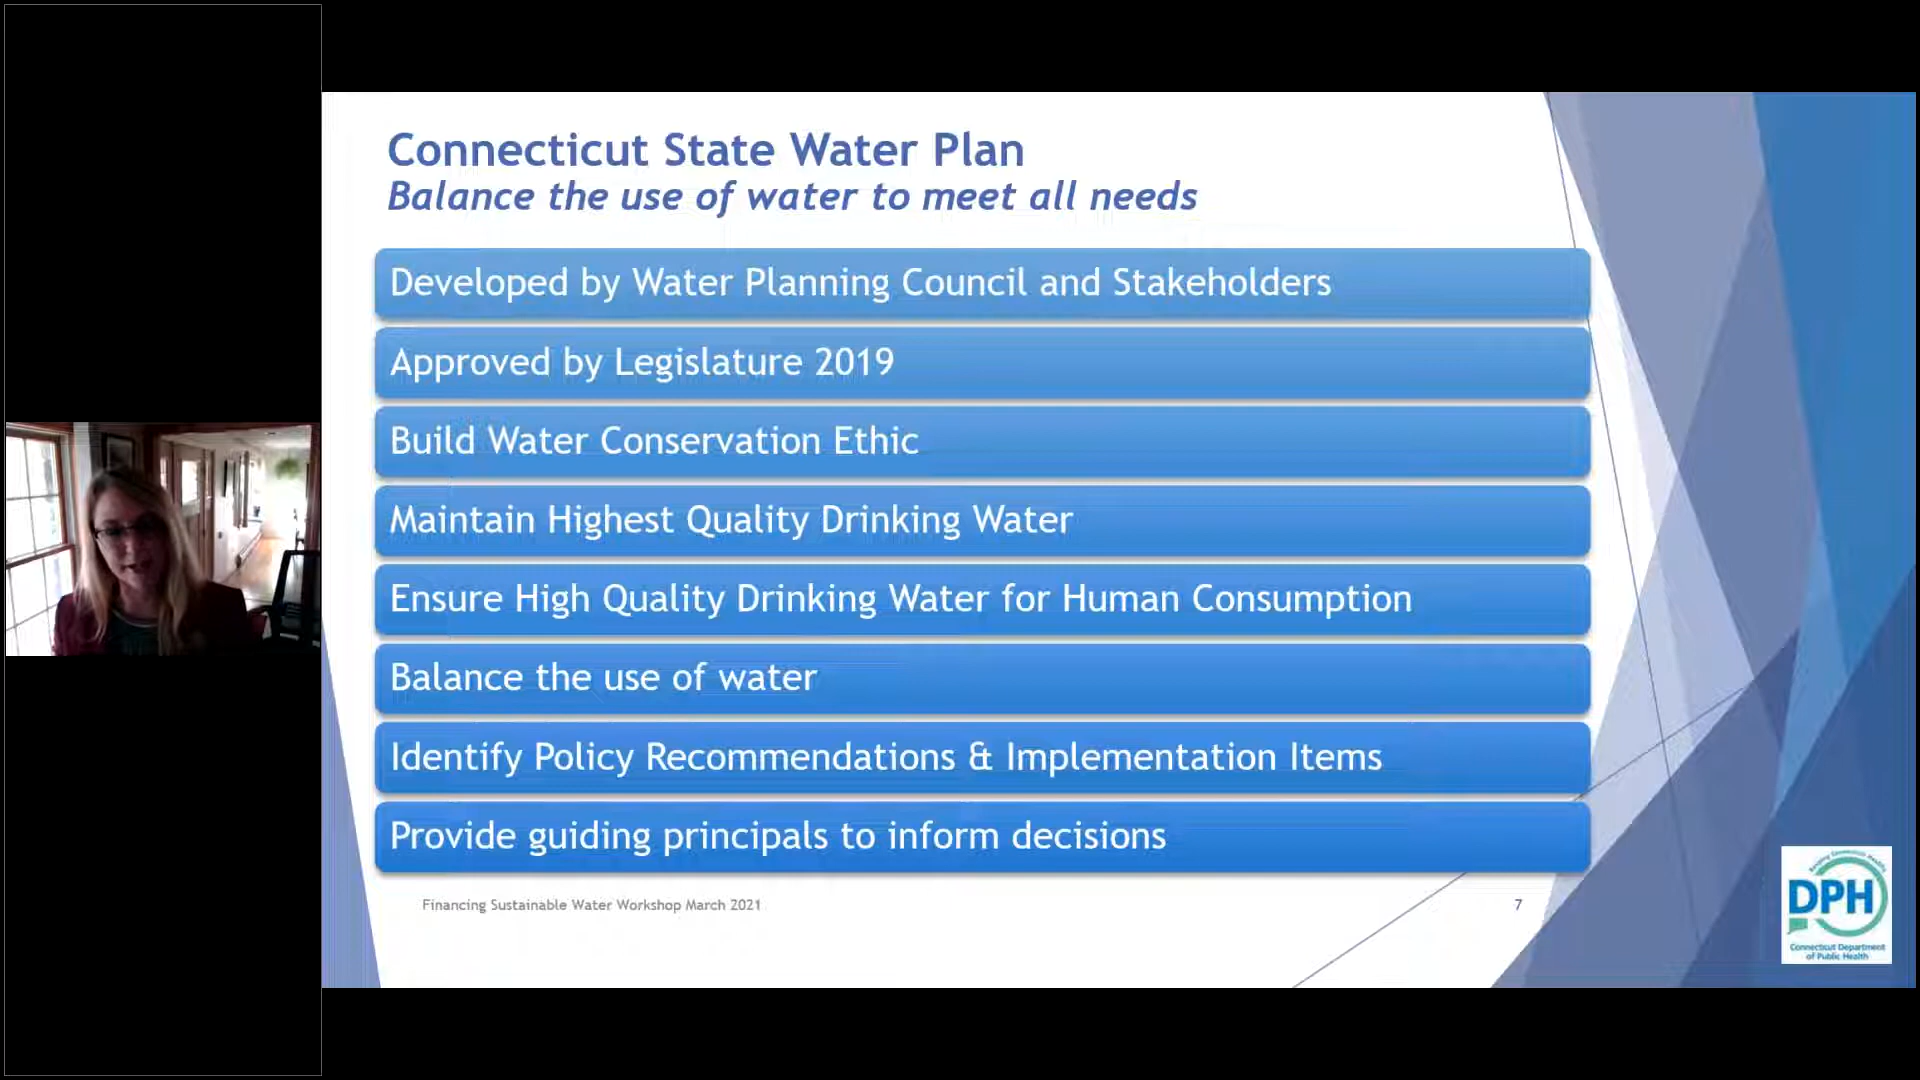 Connecticut State Water Plan
Balance the use of water to meet all needs
Developed by Water Planning Council and Stakeholders
Approved by Legislature 2019
Build Water Conservation Ethic
Maintain Highest Quality Drinking Water
Ensure High Quality Drinking Water for Human Consumption
Balance the use of water
Identify Policy Recommendations & Implementation Items
Provide guiding principals to inform decisions
Financing Sustainable Water Workshop March 2021
7
DPH
Connecticut Department
of Public Health